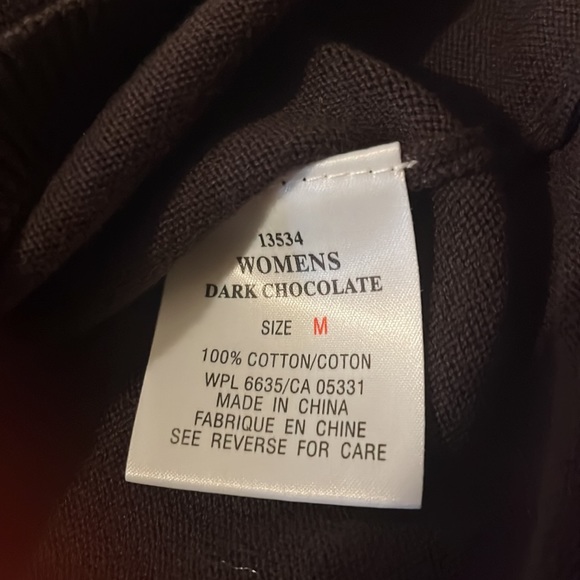 13534
WOMENS
DARK CHOCOLATE
SIZE M
100% COTTON/COTON
WPL 6635/CA 05331
MADE IN CHINA
FABRIQUE EN CHINE
SEE REVERSE FOR CARE